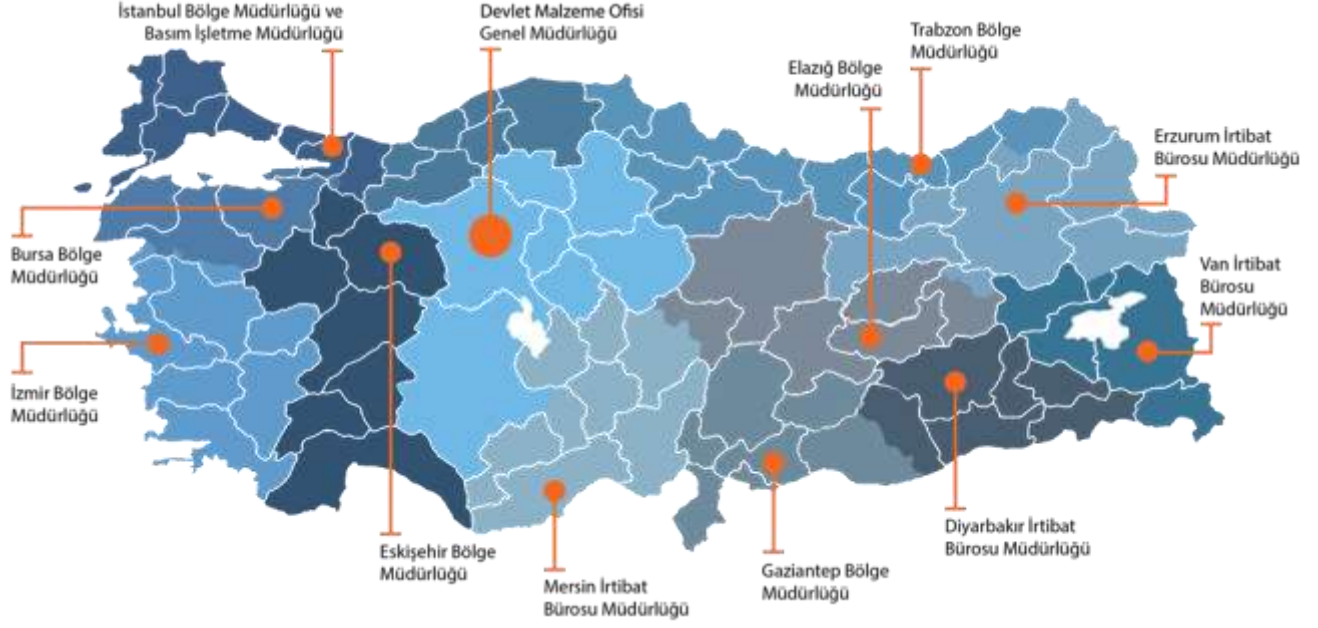 İstanbul Bölge Müdürlüğü ve
Basım İşletme Müdürlüğü
Devlet Malzeme Ofisi
Genel Müdürlüğü
Trabzon Bölge
Müdürlüğü
Elazığ Bölge
Müdürlüğü
Erzurum İrtibat
Bürosu Müdürlüğü
Bursa Bölge
Müdürlüğü
Van İrtibat
Bürosu
Müdürlüğü
İzmir Bölge
Müdürlüğü
Eskişehir Bölge
Müdürlüğü
Mersin İrtibat
Bürosu Müdürlüğü
Gaziantep Bölge
Müdürlüğü
Diyarbakır İrtibat
Bürosu Müdürlüğü